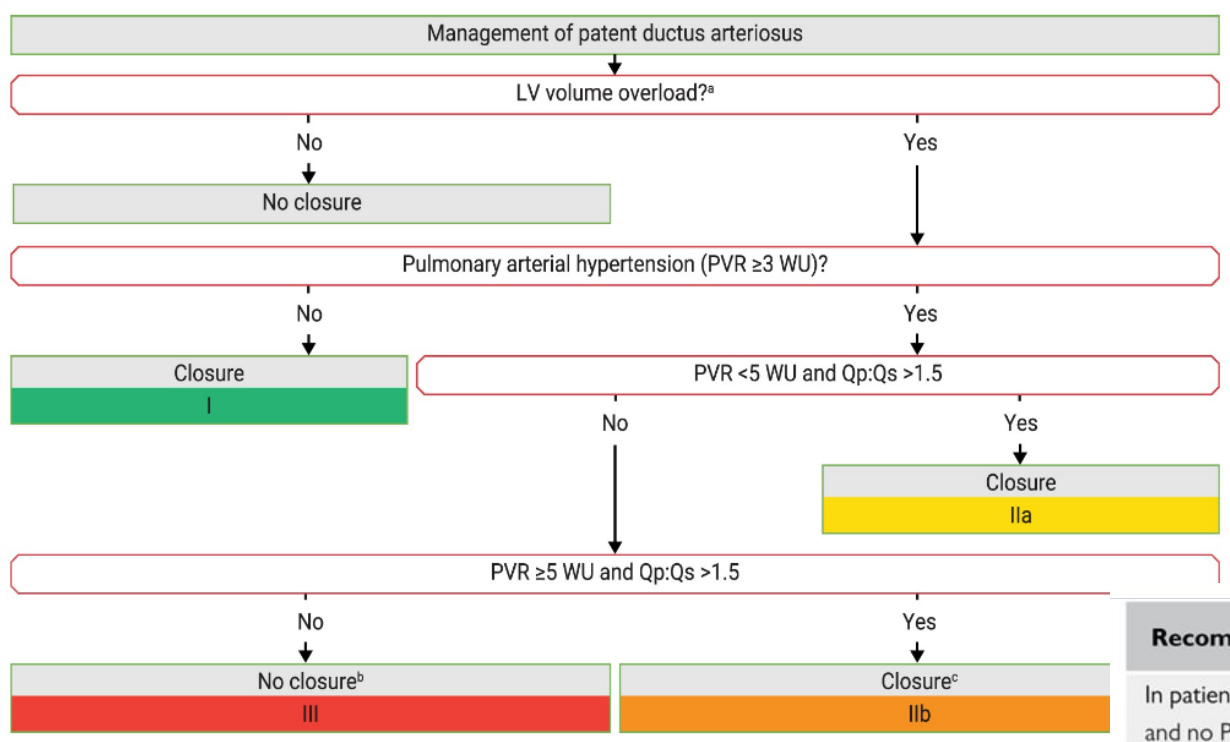 Management of patent ductus arteriosus
LV volume overload?ᵃ
No
Yes
No closure
Pulmonary arterial hypertension (PVR ≥3 WU)?
No
Yes
Closure
I
PVR <5 WU and Qp:Qs >1.5
No
Yes
Closure
IIa
PVR ≥5 WU and Qp:Qs >1.5
No
Yes
No closureᵇ
III
Closureᶜ
IIb
Recom
In patien
and no P